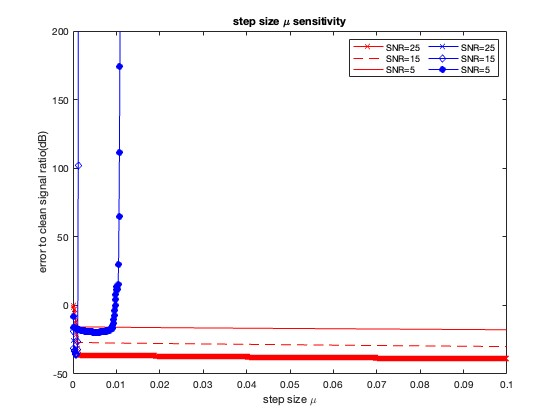 step size μ sensitivity
SNR=25 SNR=25
SNR=15 SNR=15
SNR=5 SNR=5
error to clean signal ratio(dB)
200
150
100
50
0
-50
0 0.01 0.02 0.03 0.04 0.05 0.06 0.07 0.08 0.09 0.1
step size μ